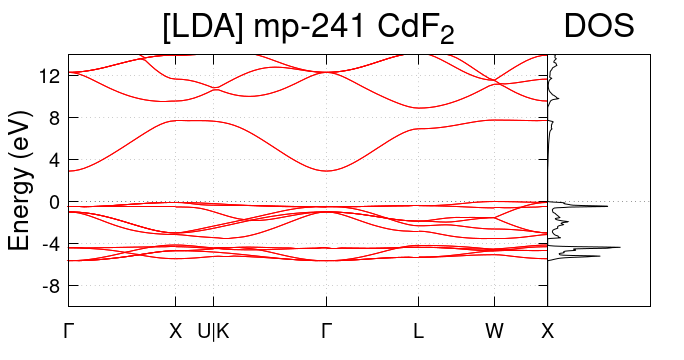 [LDA] mp-241 CdF2 DOS
Energy (eV)
12
8
4
0
-4
-8
Γ X U|K Γ L W X